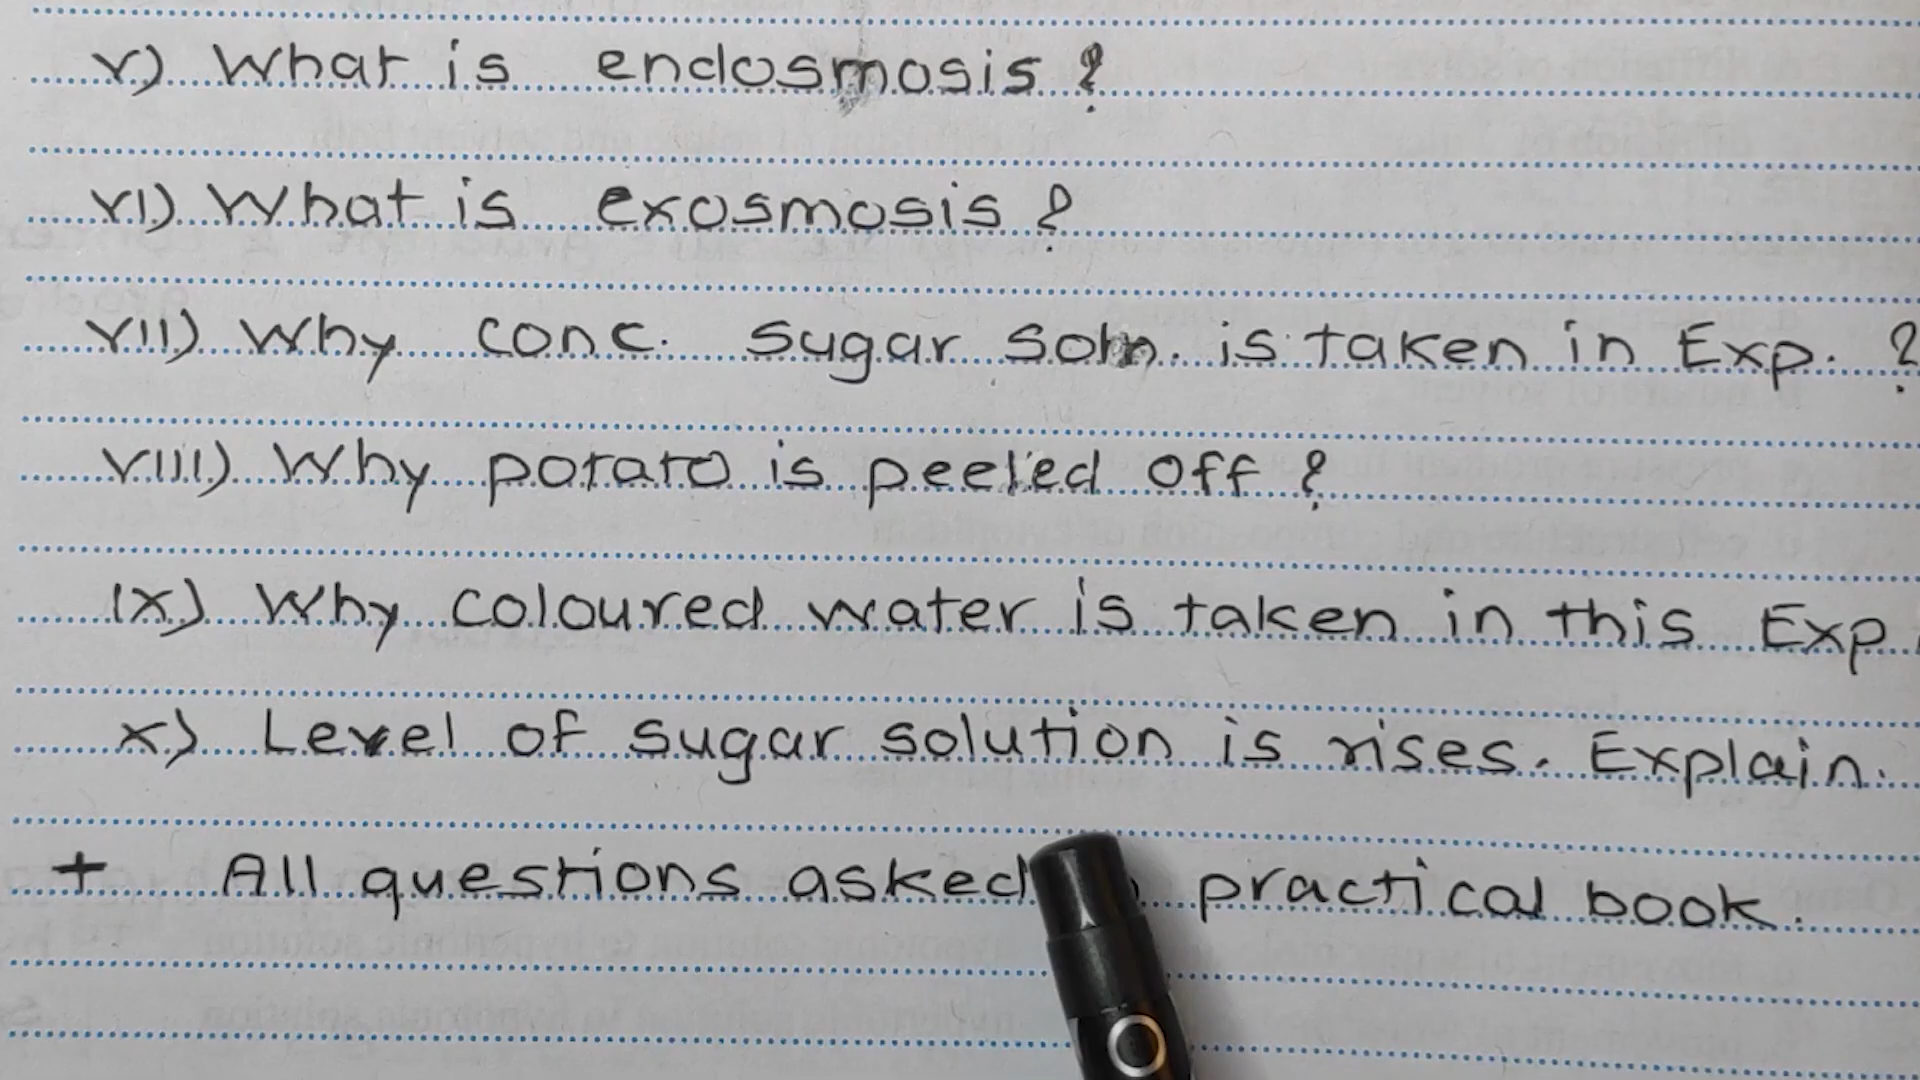 v) What is endosmosis?
vi) What is exosmosis?
vii) Why conc. sugar soln. is taken in Exp. ?
viii) Why potato is peeled off?
ix) Why coloured water is taken in this Exp.
x) Level of sugar solution is rises. Explain.
+ All questions asked practical book.